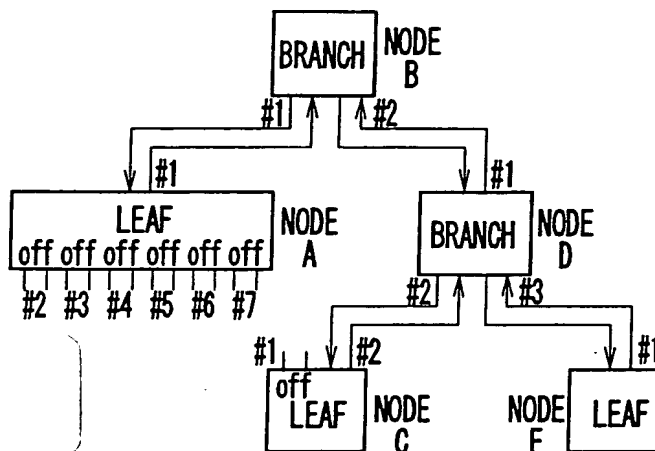 BRANCH
NODE
B
#1
#2
#1
#1
LEAF
NODE
A
off off off off off off
#2 #3 #4 #5 #6 #7
BRANCH
NODE
D
#2
#3
#1
#2
#1
off
LEAF
NODE
C
NODE
E
LEAF